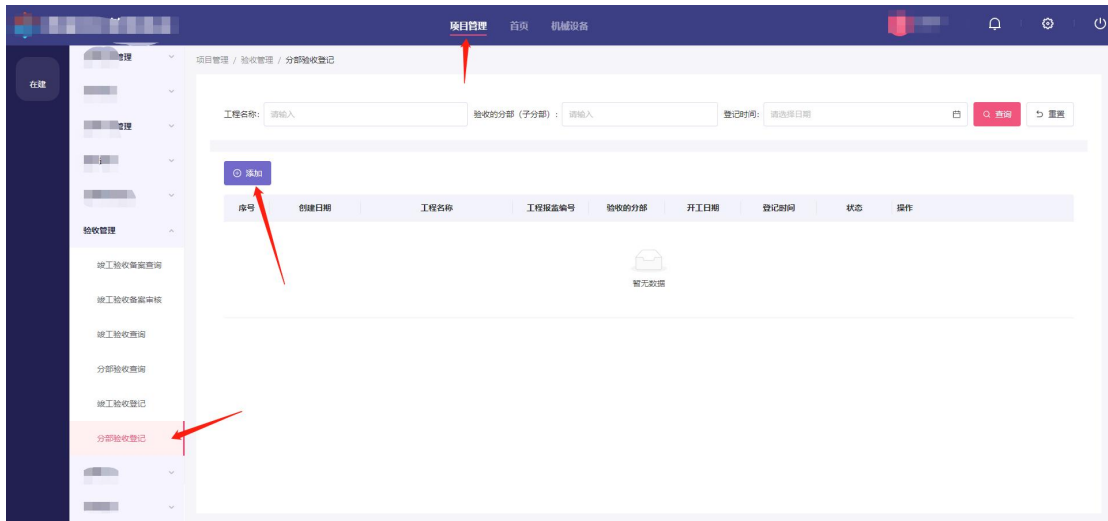 项目管理 首页 机械设备
在建
管理
项目管理 / 验收管理 / 分部验收登记
工程名称: 请输入 验收的分部（子分部）: 请输入 登记时间: 请选择日期 查询 重置
管理
添加
序号 创建日期 工程名称 工程报监编号 验收的分部 开工日期 登记时间 状态 操作
验收管理
竣工验收备案查询
暂无数据
竣工验收备案审核
竣工验收查询
分部验收查询
竣工验收登记
分部验收登记